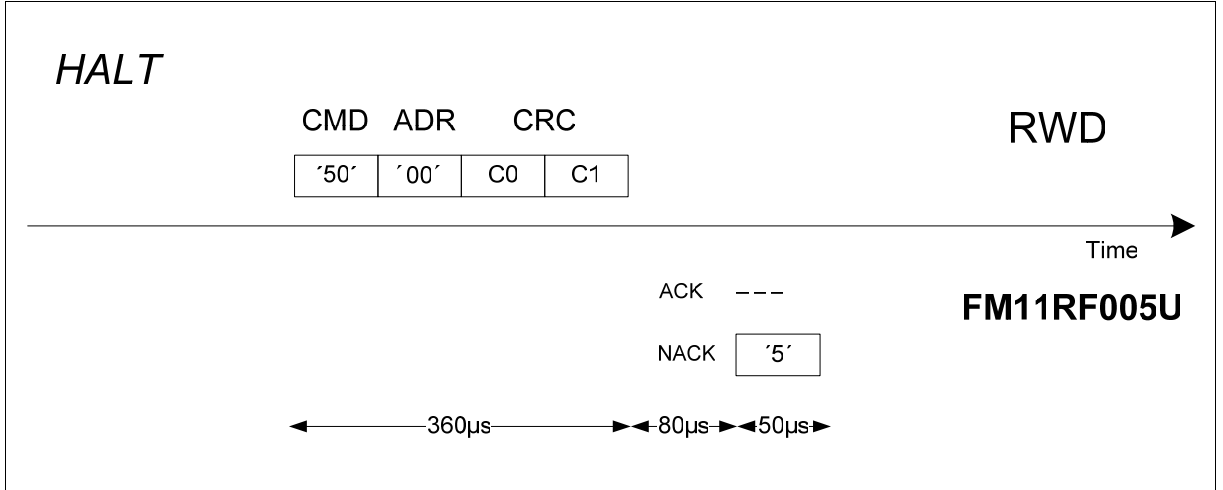 HALT
CMD ADR CRC
RWD
´50´ ´00´ C0 C1
Time
ACK – – –
FM11RF005U
NACK ´5´
360µs 80µs 50µs